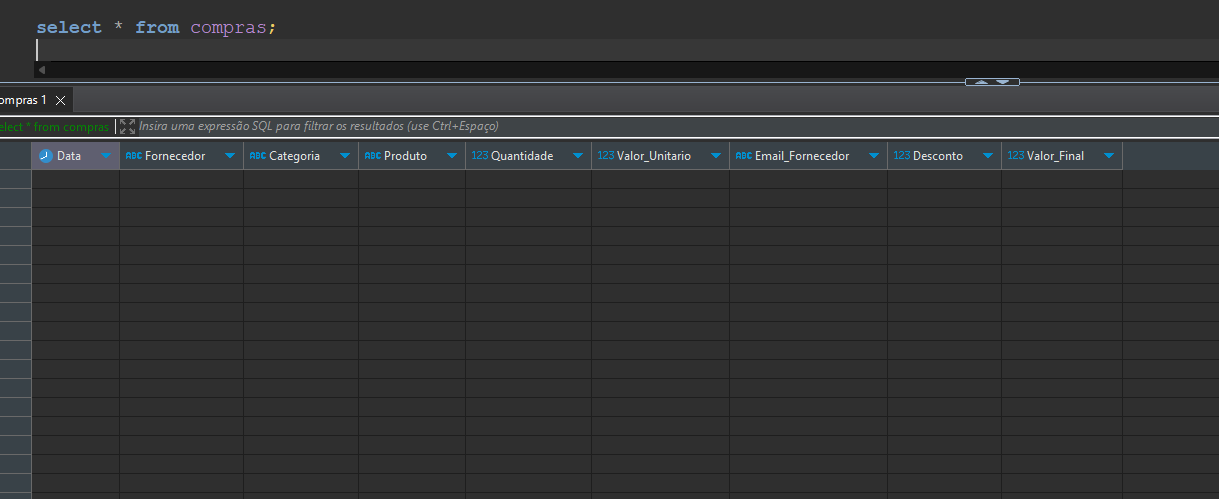 select * from compras;
ompras 1
elect * from compras Insira uma expressão SQL para filtrar os resultados (use Ctrl+Espaço)
Data ABC Fornecedor ABC Categoria ABC Produto 123 Quantidade 123 Valor_Unitario ABC Email_Fornecedor 123 Desconto 123 Valor_Final